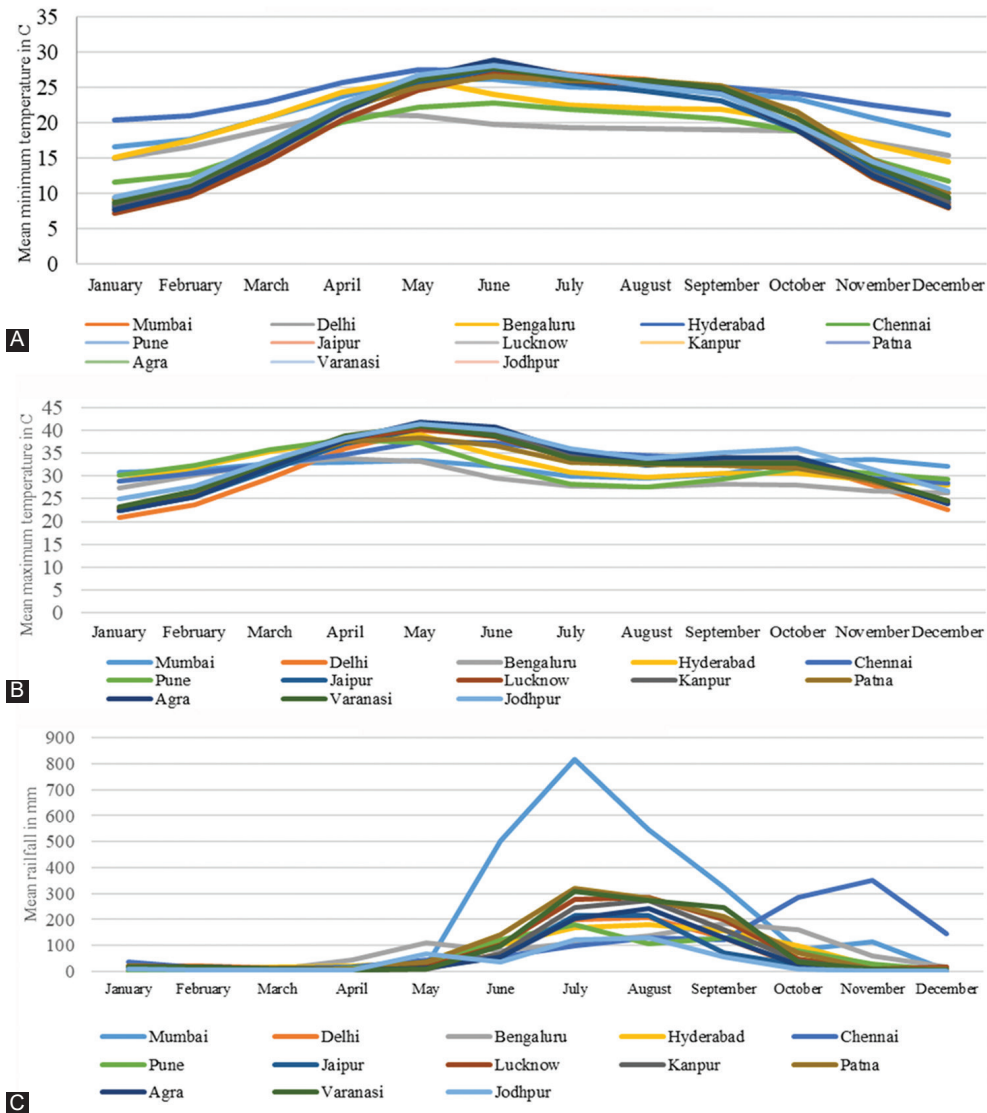 Mean minimum temperature in C
35
30
25
20
15
10
5
0
January February March April May June July August September October November December
Mumbai Delhi Bengaluru Hyderabad Chennai
Pune Jaipur Lucknow Kanpur Patna
Agra Varanasi Jodhpur
A
Mean maximum temperature in C
45
40
35
30
25
20
15
10
5
0
January February March April May June July August September October November December
Mumbai Delhi Bengaluru Hyderabad Chennai
Pune Jaipur Lucknow Kanpur Patna
Agra Varanasi Jodhpur
B
Mean railfall in mm
900
800
700
600
500
400
300
200
100
0
January February March April May June July August September October November December
Mumbai Delhi Bengaluru Hyderabad Chennai
Pune Jaipur Lucknow Kanpur Patna
Agra Varanasi Jodhpur
C